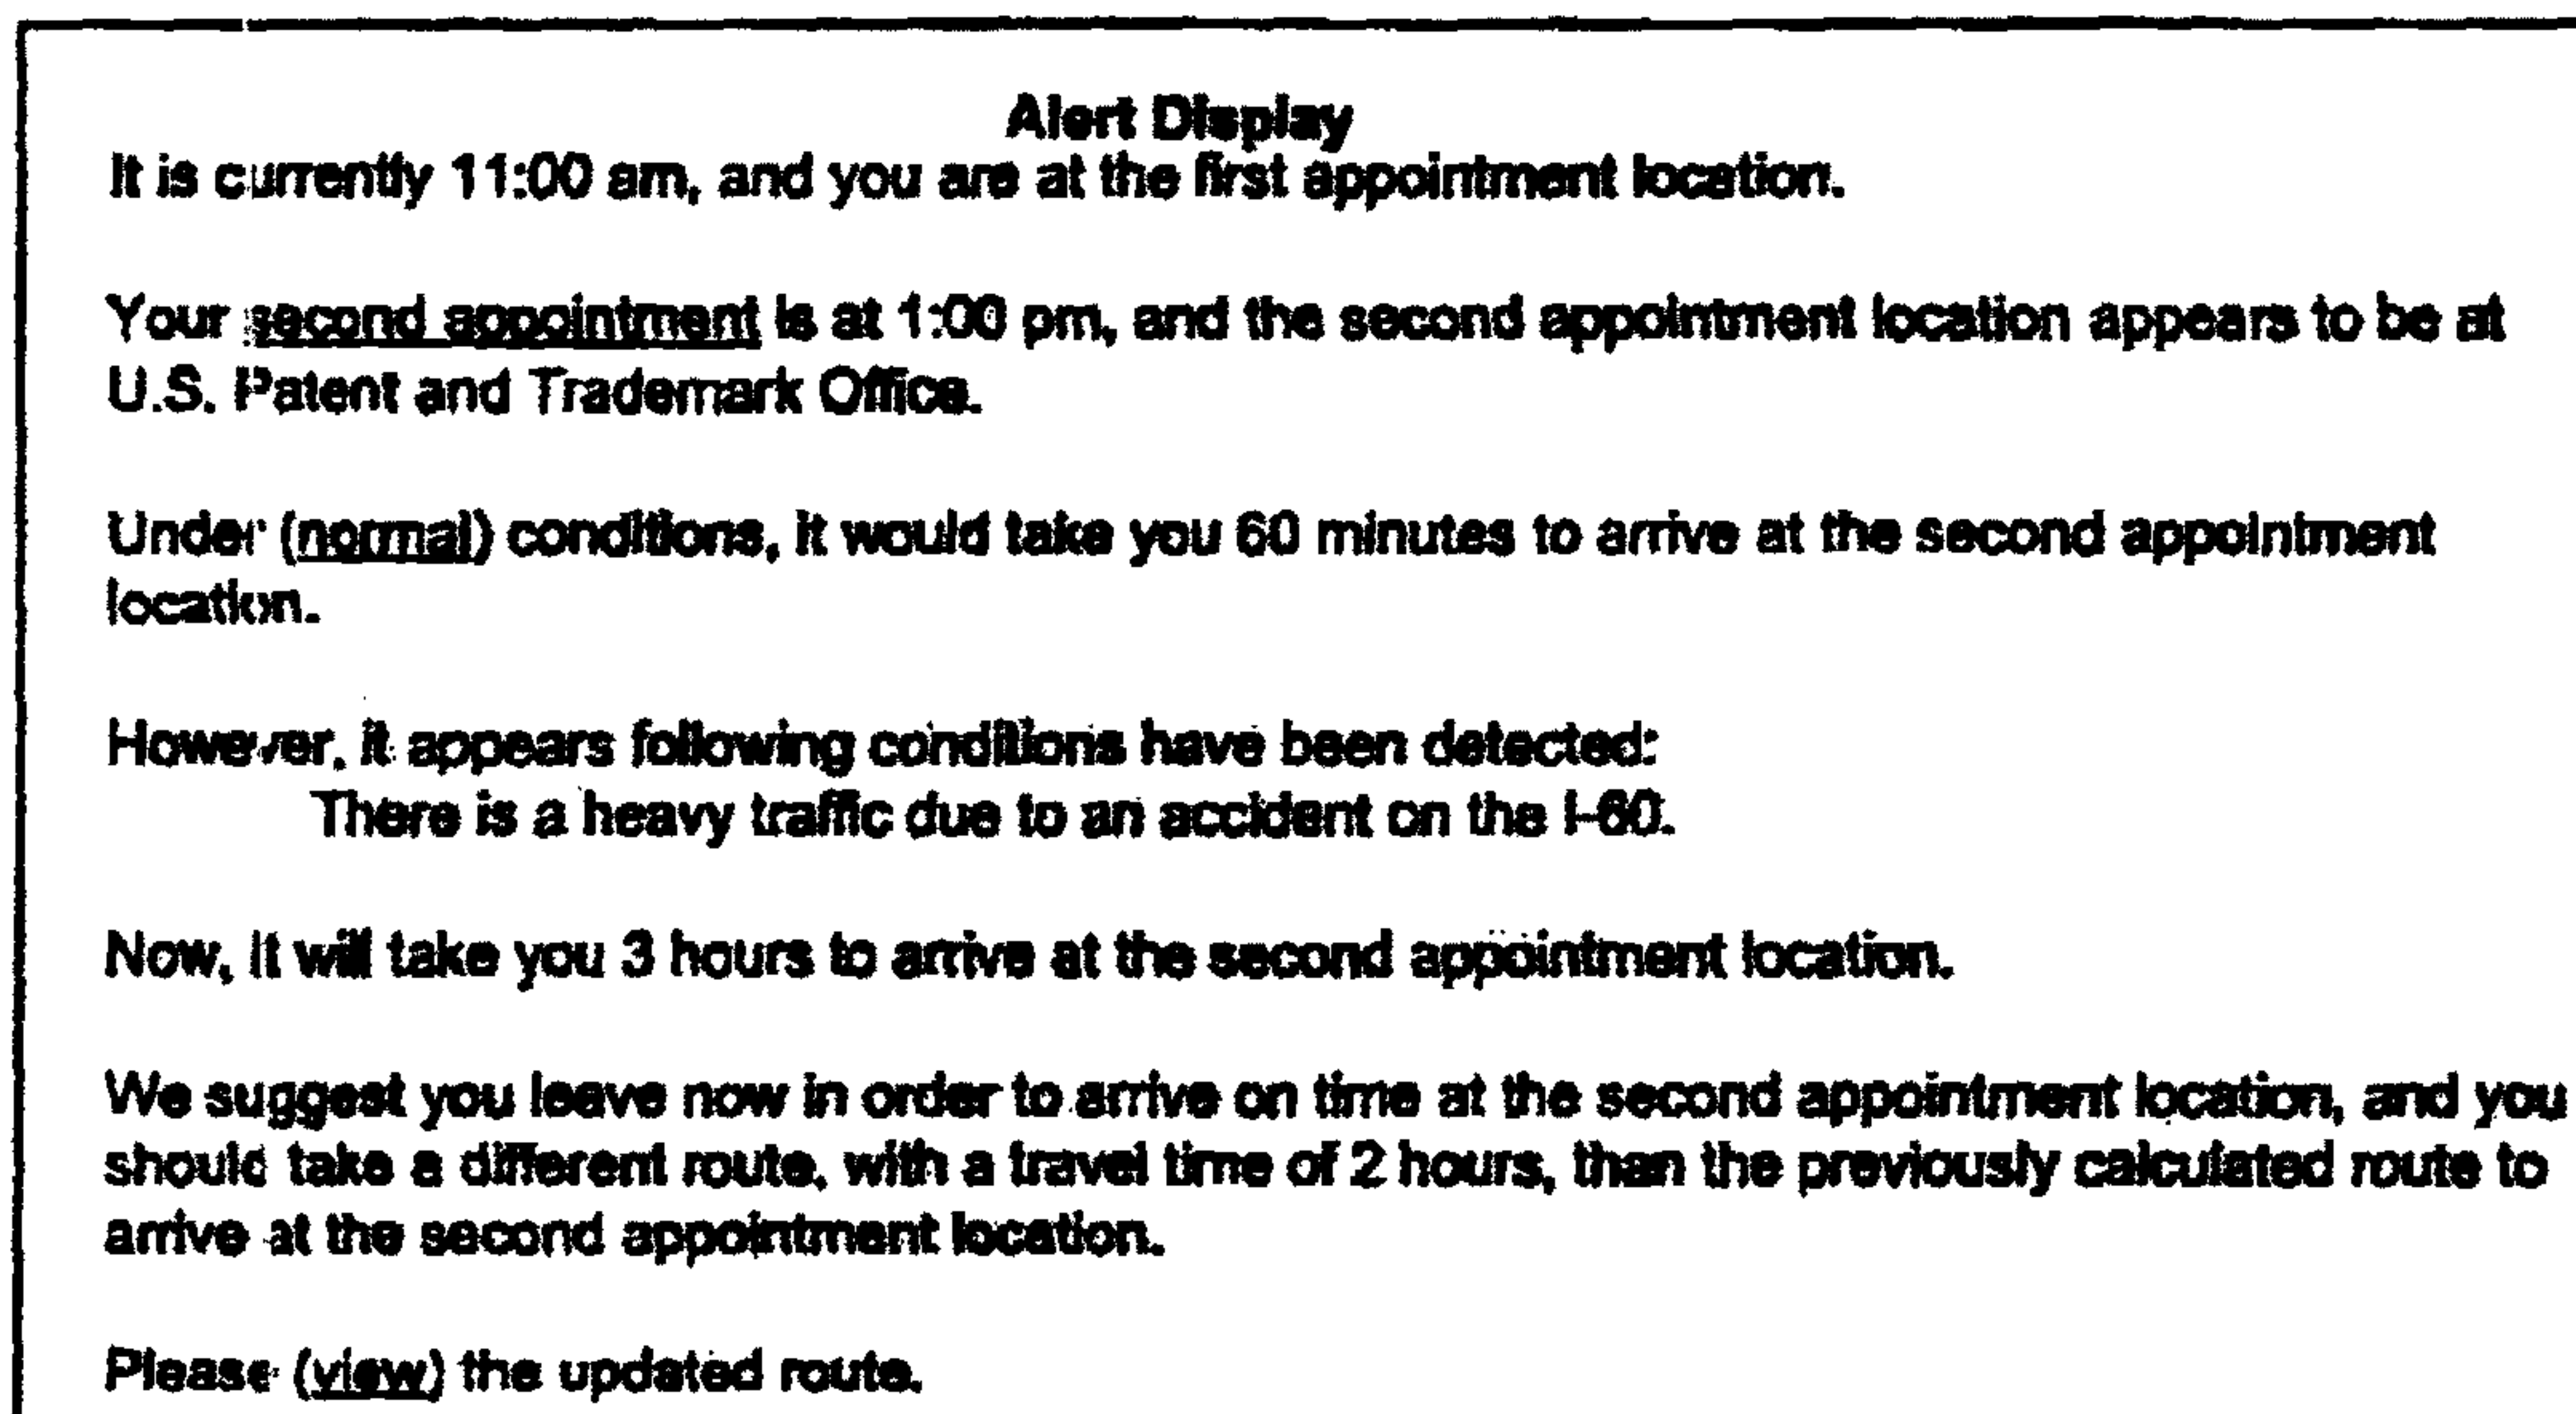 Alert Display
It is currently 11:00 am, and you are at the first appointment location.
Your second appointment is at 1:00 pm, and the second appointment location appears to be at
U.S. Patent and Trademark Office.
Under (normal) conditions, it would take you 60 minutes to arrive at the second appointment
location.
However, it appears following conditions have been detected:
There is a heavy traffic due to an accident on the I-60.
Now, it will take you 3 hours to arrive at the second appointment location.
We suggest you leave now in order to arrive on time at the second appointment location, and you
should take a different route, with a travel time of 2 hours, than the previously calculated route to
arrive at the second appointment location.
Please (view) the updated route.